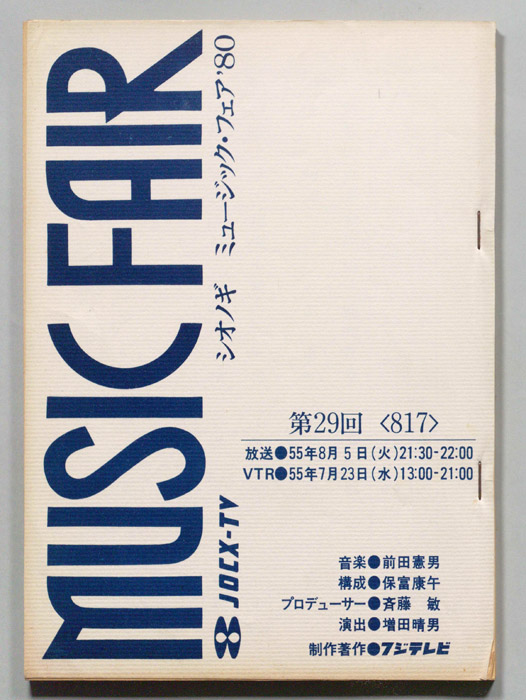 MUSIC FAIR
シオノギ ミュージック・フェア'80
8 JOCX-TV
第29回 〈817〉
放送●55年8月5日(火)21:30-22:00
VTR●55年7月23日(水)13:00-21:00
音楽●前田憲男
構成●保富康午
プロデューサー●斉藤 敏
演出●増田晴男
制作著作●フジテレビ